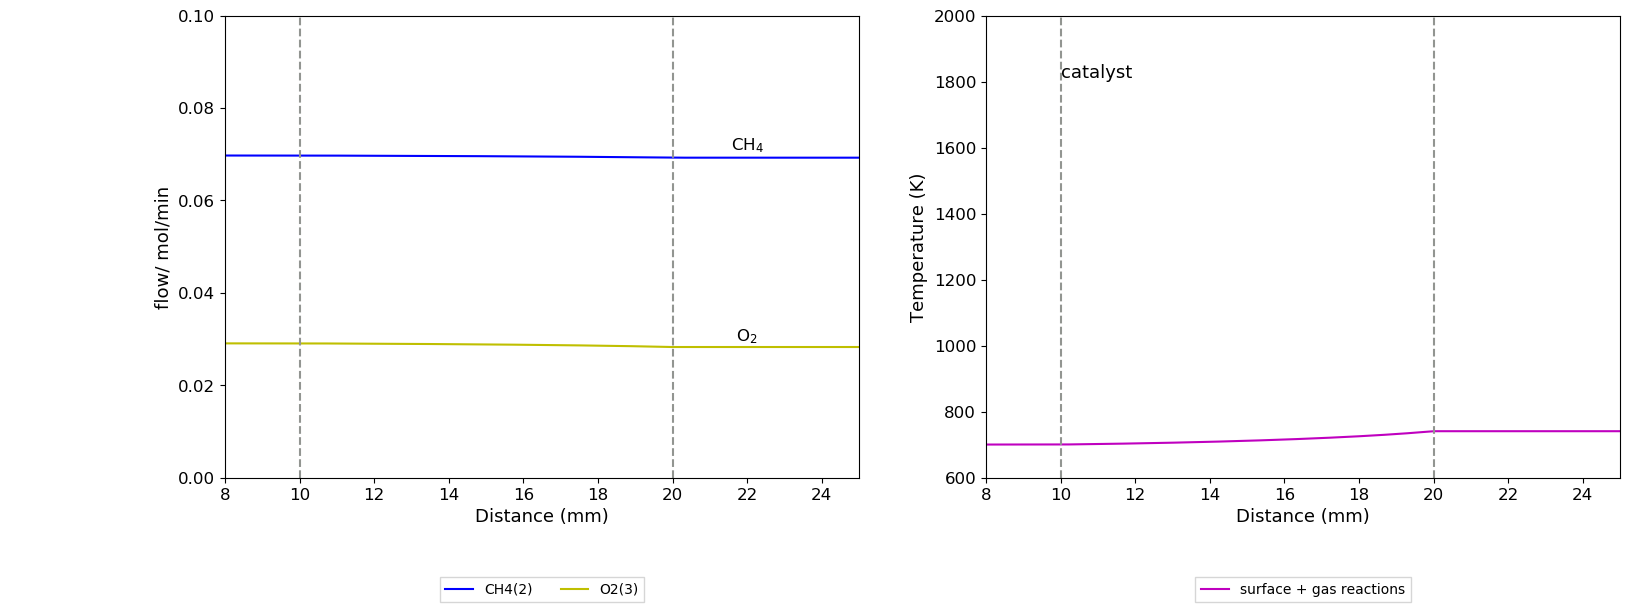 0.10
0.08
0.06
0.04
0.02
0.00
flow/ mol/min
CH₄
O₂
8 10 12 14 16 18 20 22 24
Distance (mm)
CH4(2) O2(3)
2000
1800
1600
1400
1200
1000
800
600
Temperature (K)
catalyst
8 10 12 14 16 18 20 22 24
Distance (mm)
surface + gas reactions